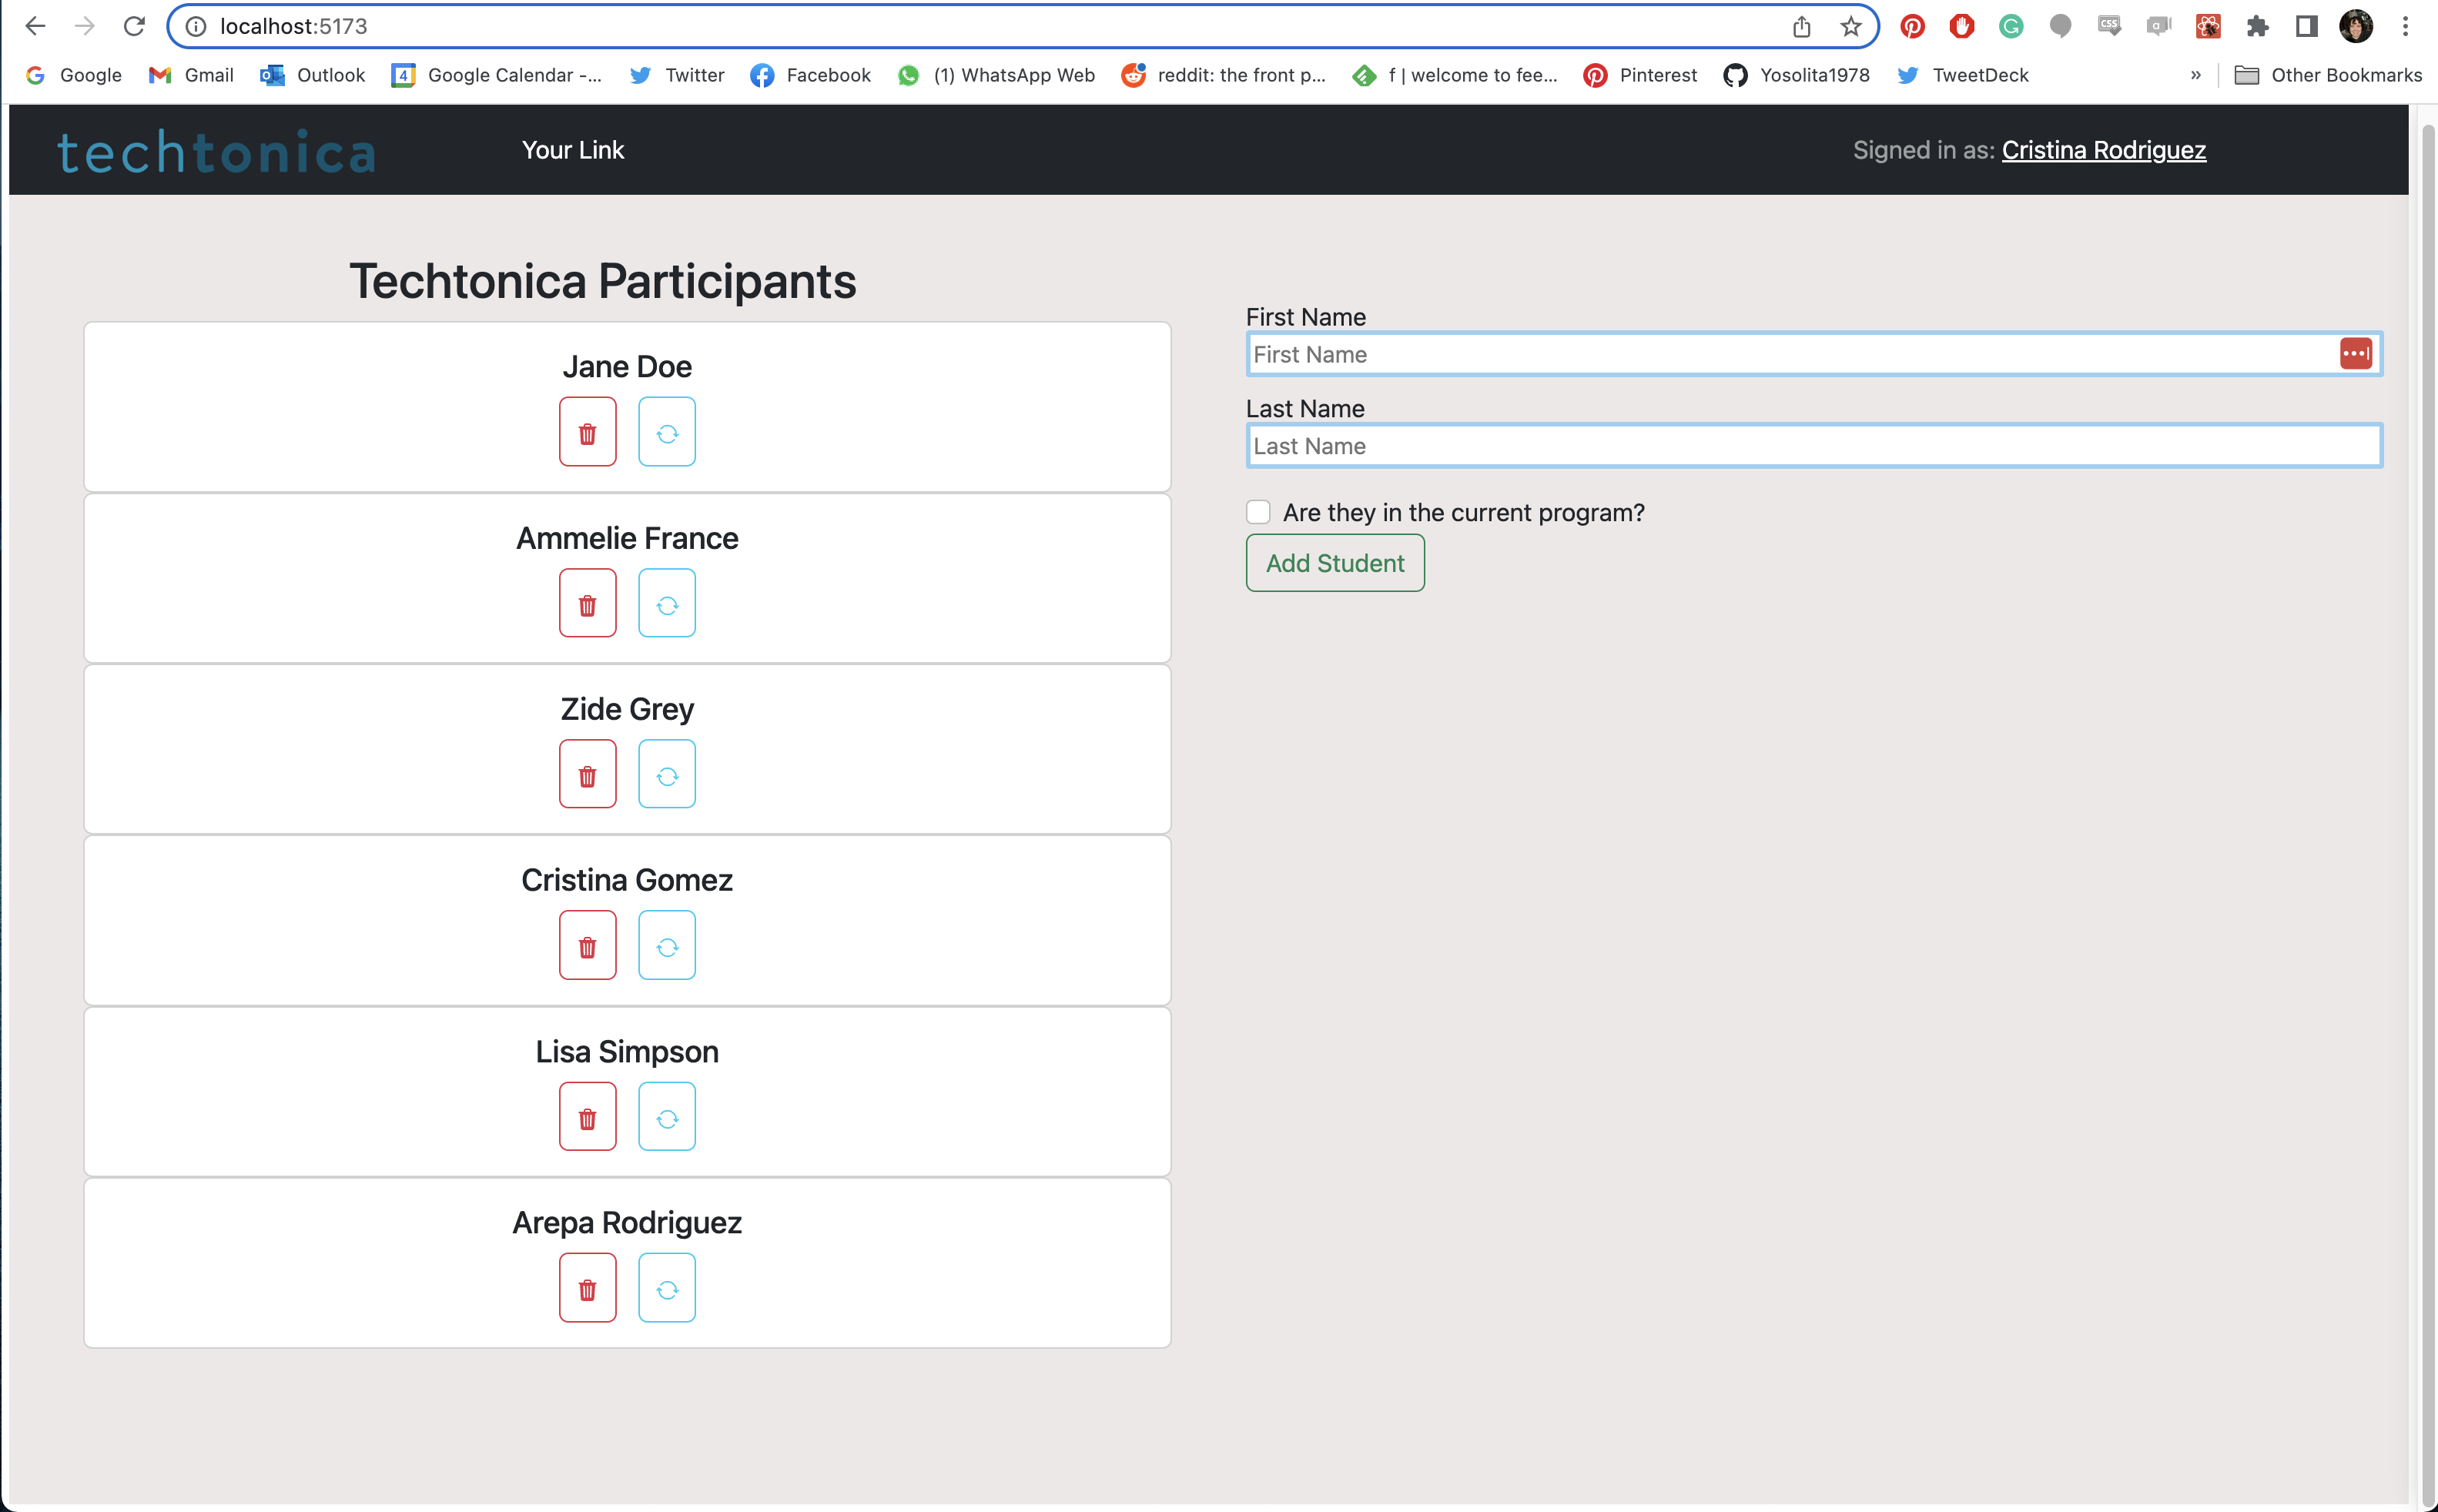 localhost:5173
Google Gmail Outlook 4 Google Calendar -... Twitter Facebook (1) WhatsApp Web reddit: the front p... f | welcome to fee... Pinterest Yosolita1978 TweetDeck » Other Bookmarks
techtonica Your Link Signed in as: Cristina Rodriguez
Techtonica Participants
Jane Doe
Ammelie France
Zide Grey
Cristina Gomez
Lisa Simpson
Arepa Rodriguez
First Name
First Name
Last Name
Last Name
Are they in the current program?
Add Student